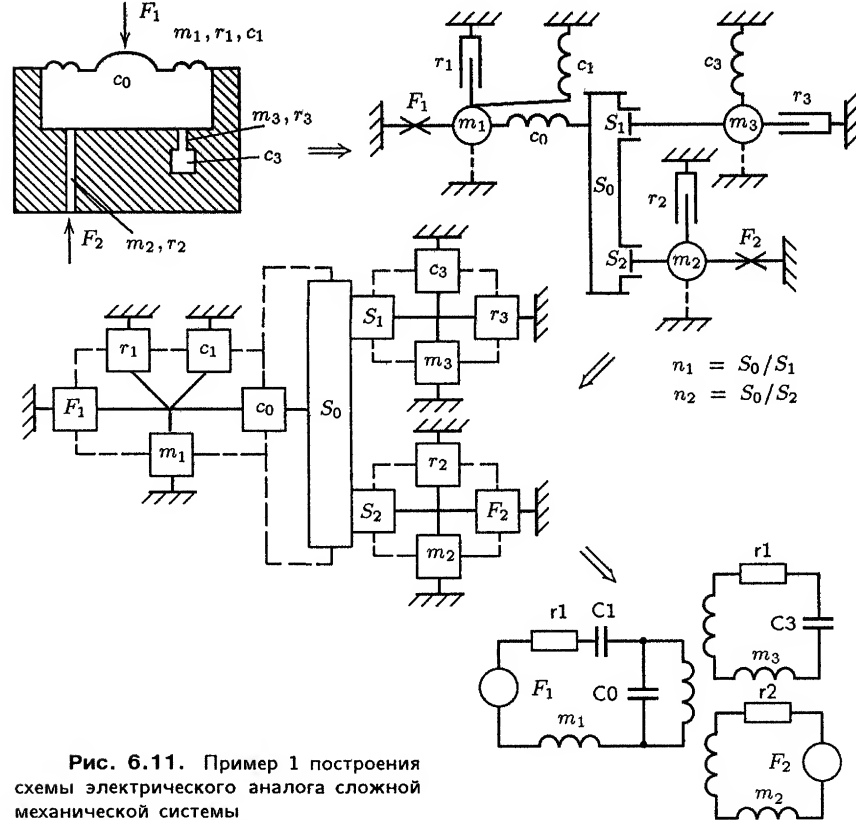 F₁
m₁, r₁, c₁
c₀
m₃, r₃
c₃
F₂
m₂, r₂
r₁
c₁
c₃
F₁
m₁
c₀
S₁
m₃
r₃
S₀
r₂
S₂
m₂
F₂
n₁ = S₀/S₁
n₂ = S₀/S₂
c₃
r₁
c₁
S₁
r₃
m₃
F₁
c₀
S₀
m₁
r₂
S₂
F₂
m₂
r1
C3
m₃
r1
C1
F₁
C0
m₁
r2
F₂
m₂
Рис. 6.11. Пример 1 построения
схемы электрического аналога сложной
механической системы